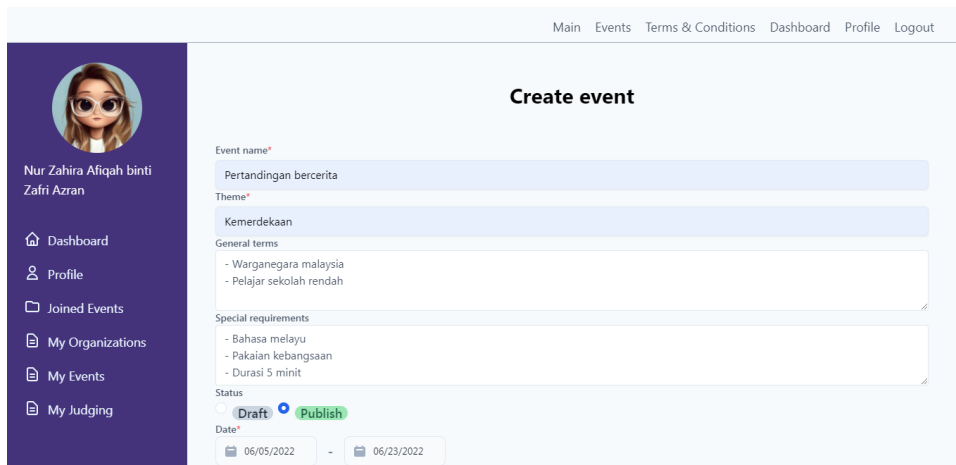 Main Events Terms & Conditions Dashboard Profile Logout
Nur Zahira Afiqah binti
Zafri Azran
Dashboard
Profile
Joined Events
My Organizations
My Events
My Judging
Create event
Event name*
Pertandingan bercerita
Theme*
Kemerdekaan
General terms
- Warganegara malaysia
- Pelajar sekolah rendah
Special requirements
- Bahasa melayu
- Pakaian kebangsaan
- Durasi 5 minit
Status
Draft Publish
Date*
06/05/2022 - 06/23/2022